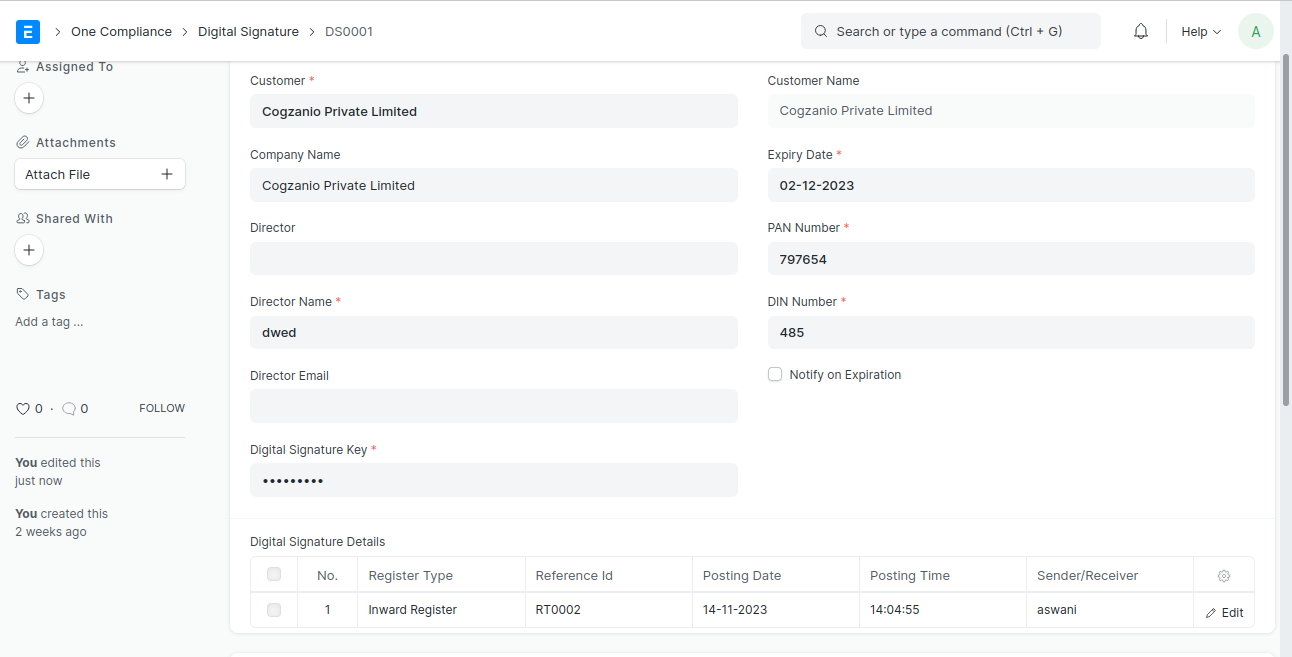 E One Compliance Digital Signature DS0001 Search or type a command (Ctrl + G) Help A
Assigned To
Attachments
Attach File
Shared With
Tags
Add a tag ...
0 · 0 FOLLOW
You edited this
just now
You created this
2 weeks ago
Customer *
Cogzanio Private Limited
Company Name
Cogzanio Private Limited
Director
Director Name *
dwed
Director Email
Digital Signature Key *
•••••••••
Customer Name
Cogzanio Private Limited
Expiry Date *
02-12-2023
PAN Number *
797654
DIN Number *
485
Notify on Expiration
Digital Signature Details
No. Register Type Reference Id Posting Date Posting Time Sender/Receiver
1 Inward Register RT0002 14-11-2023 14:04:55 aswani Edit